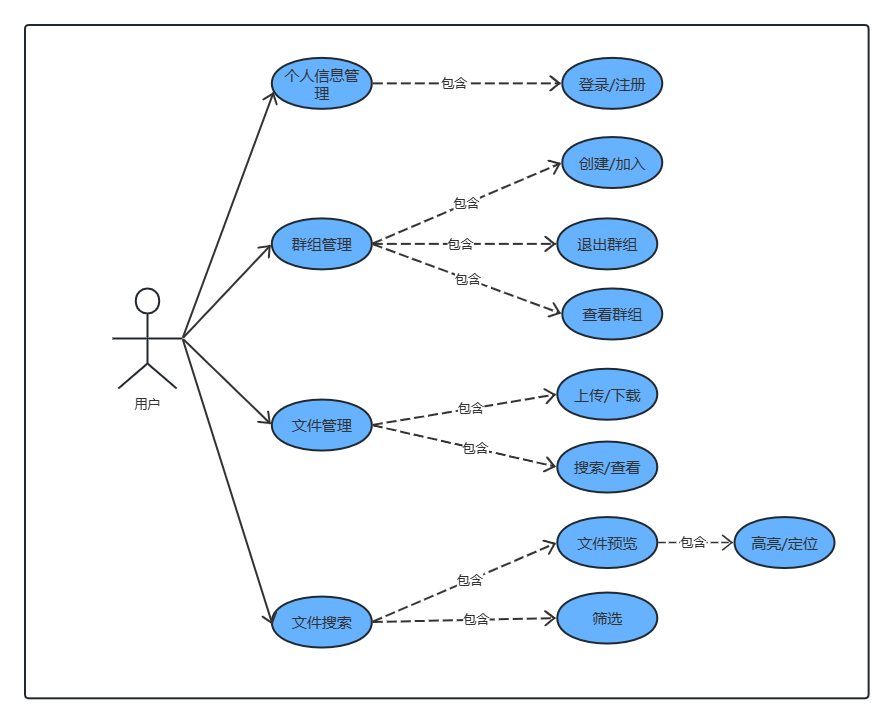 个人信息管
理
包含
登录/注册
包含
创建/加入
群组管理
包含
退出群组
包含
查看群组
用户
文件管理
包含
上传/下载
包含
搜索/查看
文件搜索
包含
文件预览
包含
高亮/定位
包含
筛选